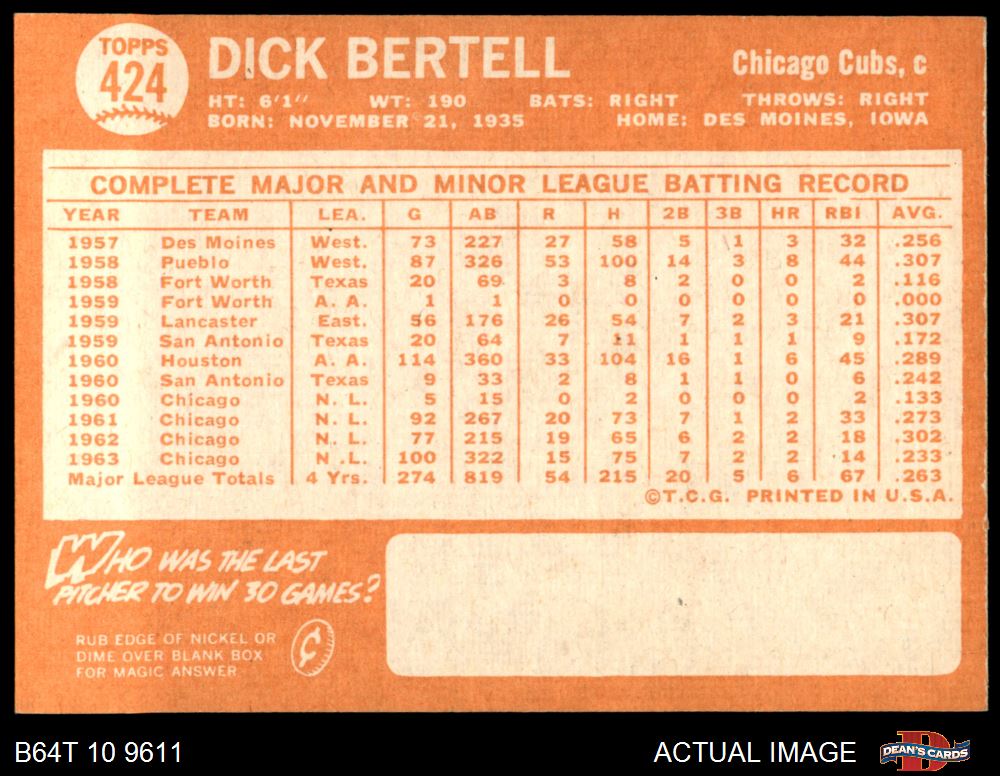 TOPPS
424
DICK BERTELL
Chicago Cubs, c
HT: 6'1" WT: 190 BATS: RIGHT THROWS: RIGHT
BORN: NOVEMBER 21, 1935 HOME: DES MOINES, IOWA
COMPLETE MAJOR AND MINOR LEAGUE BATTING RECORD
YEAR TEAM LEA. G AB R H 2B 3B HR RBI AVG.
1957 Des Moines West. 73 227 27 58 5 1 3 32 .256
1958 Pueblo West. 87 326 53 100 14 3 8 44 .307
1958 Fort Worth Texas 20 69 3 8 2 0 0 2 .116
1959 Fort Worth A. A. 1 1 0 0 0 0 0 0 .000
1959 Lancaster East. 56 176 26 54 7 2 3 21 .307
1959 San Antonio Texas 20 64 7 11 1 1 1 9 .172
1960 Houston A. A. 114 360 33 104 16 1 6 45 .289
1960 San Antonio Texas 9 33 2 8 1 1 0 6 .242
1960 Chicago N. L. 5 15 0 2 0 0 0 2 .133
1961 Chicago N. L. 92 267 20 73 7 1 2 33 .273
1962 Chicago N. L. 77 215 19 65 6 2 2 18 .302
1963 Chicago N .L. 100 322 15 75 7 2 2 14 .233
Major League Totals 4 Yrs. 274 819 54 215 20 5 6 67 .263
©T.C.G. PRINTED IN U.S.A.
WHO WAS THE LAST
PITCHER TO WIN 30 GAMES?
RUB EDGE OF NICKEL OR
DIME OVER BLANK BOX
FOR MAGIC ANSWER
¢
B64T 10 9611
ACTUAL IMAGE
D
DEAN'S CARDS